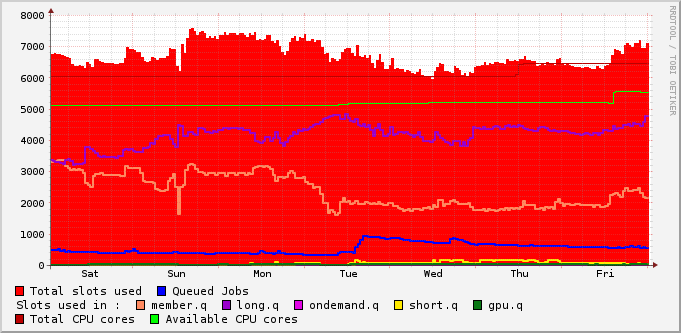 8000
7000
6000
5000
4000
3000
2000
1000
0
Sat Sun Mon Tue Wed Thu Fri
RRDTOOL / TOBI OETIKER
Total slots used Queued Jobs
Slots used in : member.q long.q ondemand.q short.q gpu.q
Total CPU cores Available CPU cores